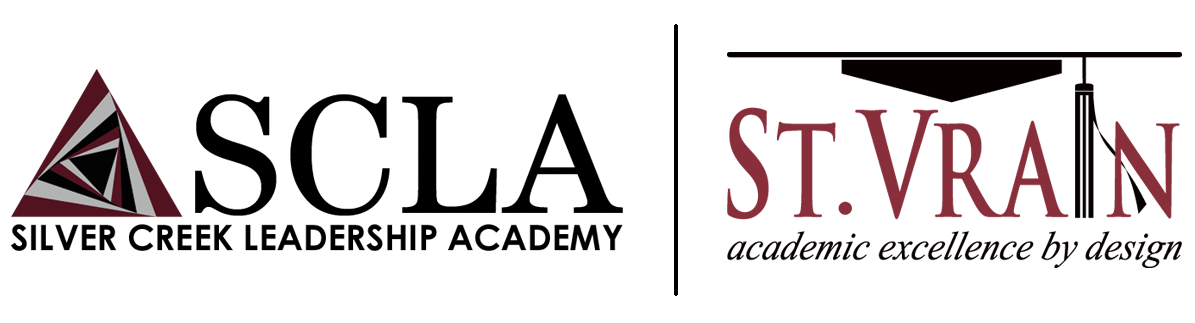 SCLA
SILVER CREEK LEADERSHIP ACADEMY
ST. VRAIN
academic excellence by design